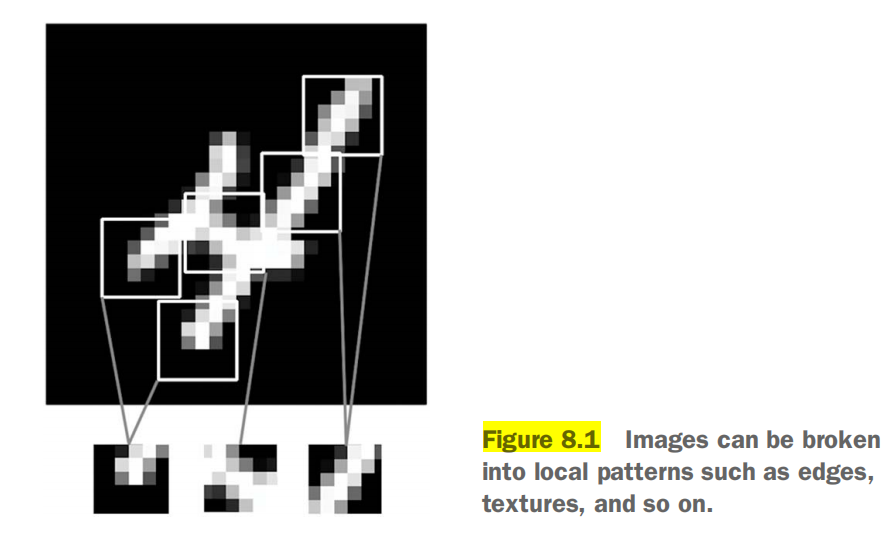 Figure 8.1 Images can be broken
into local patterns such as edges,
textures, and so on.